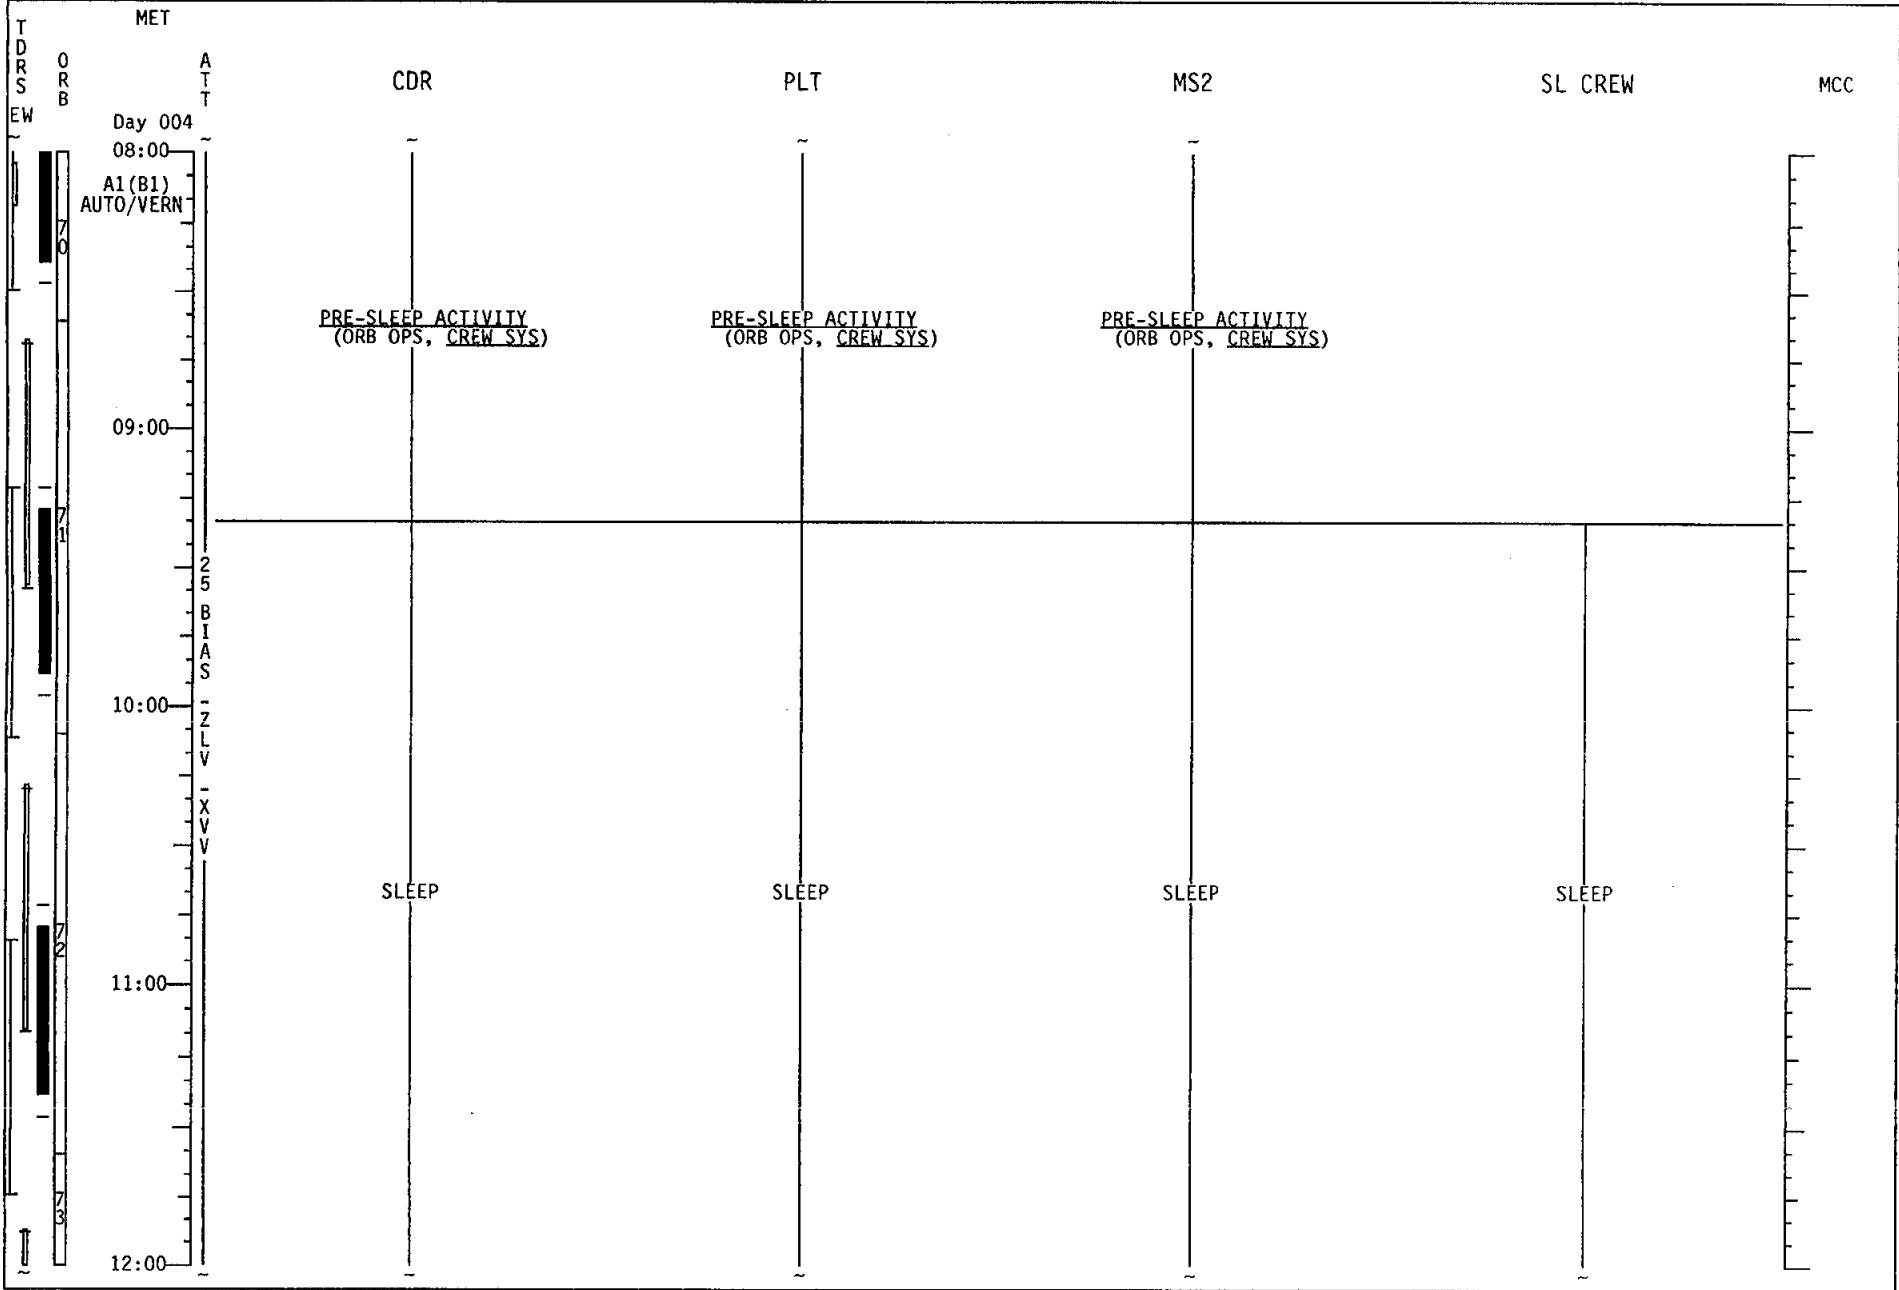 MET
TDRS
ORB
ATT
CDR
PLT
MS2
SL CREW
MCC
EW
Day 004
08:00
A1(B1)
AUTO/VERN
70
PRE-SLEEP ACTIVITY
(ORB OPS, CREW SYS)
PRE-SLEEP ACTIVITY
(ORB OPS, CREW SYS)
PRE-SLEEP ACTIVITY
(ORB OPS, CREW SYS)
09:00
71
25 BIAS -ZLV -XVV
10:00
SLEEP
SLEEP
SLEEP
SLEEP
72
11:00
73
12:00